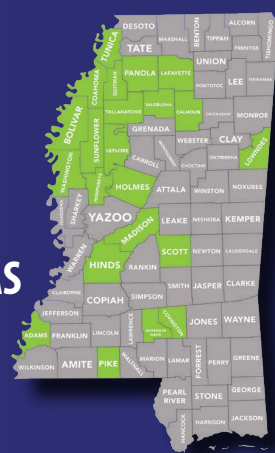 DESOTO
MARSHALL
BENTON
TIPPAH
ALCORN
TISHOMINGO
PRENTISS
TUNICA
TATE
UNION
PANOLA
LAFAYETTE
PONTOTOC
LEE
ITAWAMBA
COAHOMA
QUITMAN
TALLAHATCHIE
YALOBUSHA
CALHOUN
CHICKASAW
MONROE
BOLIVAR
SUNFLOWER
GRENADA
WEBSTER
CLAY
WASHINGTON
LEFLORE
CARROLL
MONTGOMERY
CHOCTAW
OKTIBBEHA
LOWNDES
HUMPHREYS
HOLMES
ATTALA
WINSTON
NOXUBEE
ISSAQUENA
SHARKEY
YAZOO
MADISON
LEAKE
NESHOBA
KEMPER
WARREN
HINDS
RANKIN
SCOTT
NEWTON
LAUDERDALE
AS
CLAIBORNE
COPIAH
SIMPSON
SMITH
JASPER
CLARKE
JEFFERSON
ADAMS
FRANKLIN
LINCOLN
LAWRENCE
JEFFERSON DAVIS
COVINGTON
JONES
WAYNE
WILKINSON
AMITE
PIKE
WALTHALL
MARION
LAMAR
FORREST
PERRY
GREENE
PEARL
RIVER
STONE
GEORGE
HANCOCK
HARRISON
JACKSON